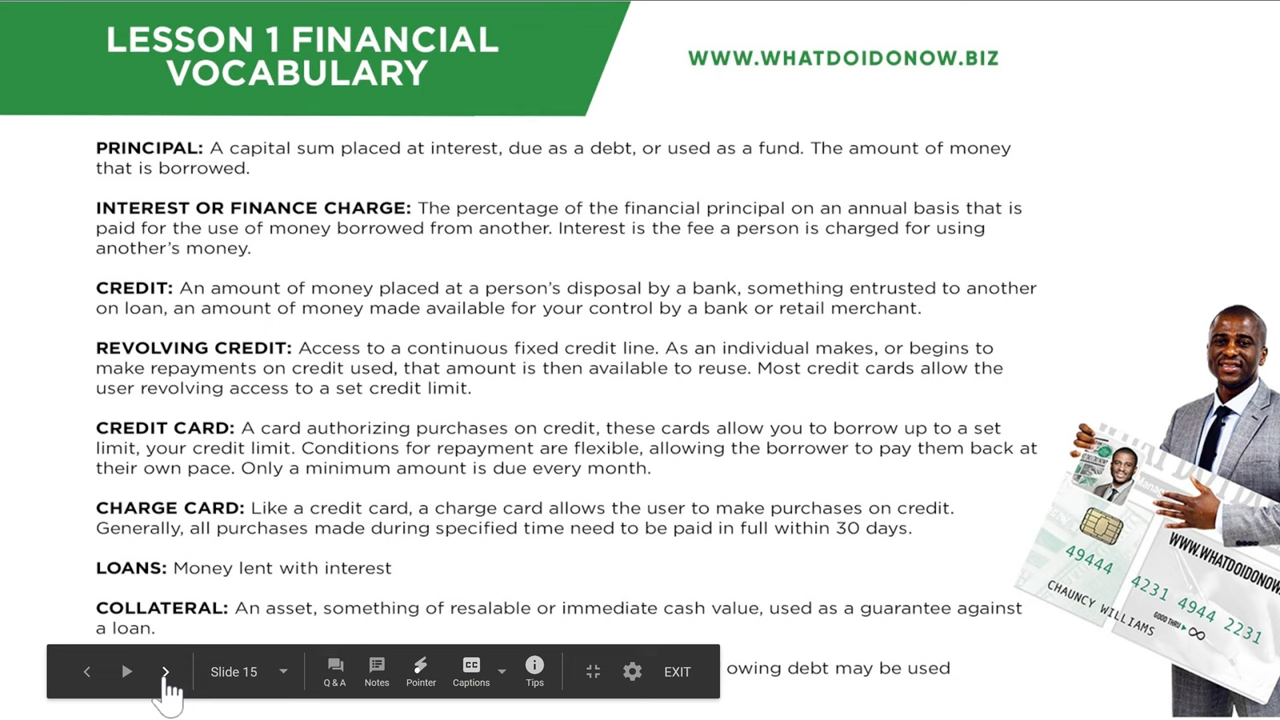 LESSON 1 FINANCIAL
VOCABULARY
WWW.WHATDOIDONOW.BIZ
PRINCIPAL: A capital sum placed at interest, due as a debt, or used as a fund. The amount of money
that is borrowed.
INTEREST OR FINANCE CHARGE: The percentage of the financial principal on an annual basis that is
paid for the use of money borrowed from another. Interest is the fee a person is charged for using
another's money.
CREDIT: An amount of money placed at a person's disposal by a bank, something entrusted to another
on loan, an amount of money made available for your control by a bank or retail merchant.
REVOLVING CREDIT: Access to a continuous fixed credit line. As an individual makes, or begins to
make repayments on credit used, that amount is then available to reuse. Most credit cards allow the
user revolving access to a set credit limit.
CREDIT CARD: A card authorizing purchases on credit, these cards allow you to borrow up to a set
limit, your credit limit. Conditions for repayment are flexible, allowing the borrower to pay them back at
their own pace. Only a minimum amount is due every month.
CHARGE CARD: Like a credit card, a charge card allows the user to make purchases on credit.
Generally, all purchases made during specified time need to be paid in full within 30 days.
LOANS: Money lent with interest
COLLATERAL: An asset, something of resalable or immediate cash value, used as a guarantee against
a loan.
owing debt may be used
WWW.WHATDOIDONOW
49444 4231 4944 2231
GOOD THRU
CHAUNCY WILLIAMS
Slide 15
Q & A
Notes
Pointer
Captions
Tips
EXIT